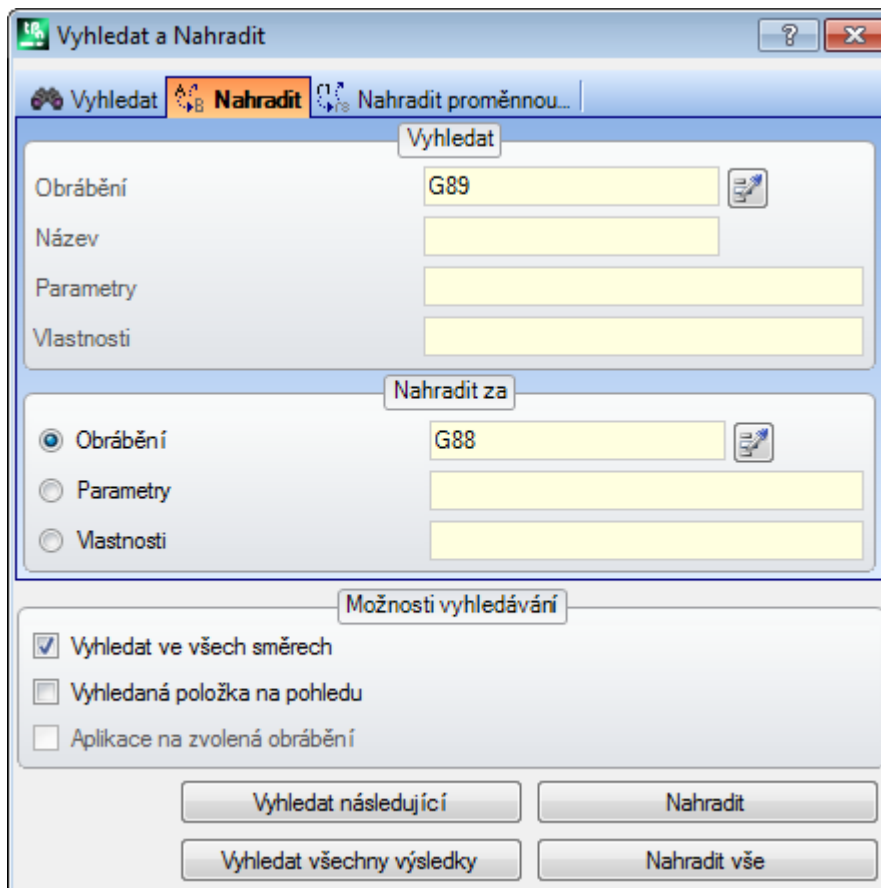 Vyhledat a Nahradit
Vyhledat Nahradit Nahradit proměnnou...
Vyhledat
Obrábění G89
Název
Parametry
Vlastnosti
Nahradit za
Obrábění G88
Parametry
Vlastnosti
Možnosti vyhledávání
Vyhledat ve všech směrech
Vyhledaná položka na pohledu
Aplikace na zvolená obrábění
Vyhledat následující Nahradit
Vyhledat všechny výsledky Nahradit vše